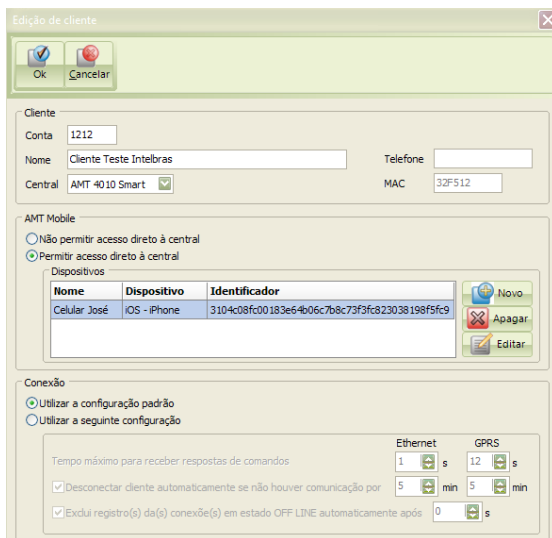 Edição de cliente
Ok Cancelar
Cliente
Conta 1212
Nome Cliente Teste Intelbras Telefone
Central AMT 4010 Smart MAC 32F512
AMT Mobile
Não permitir acesso direto à central
Permitir acesso direto à central
Dispositivos
Nome Dispositivo Identificador
Celular José iOS - iPhone 3104c08fc00183e64b06c7b8c73f3fc823038198f5fc9
Novo
Apagar
Editar
Conexão
Utilizar a configuração padrão
Utilizar a seguinte configuração
Ethernet GPRS
Tempo máximo para receber respostas de comandos 1 s 12 s
Desconectar cliente automaticamente se não houver comunicação por 5 min 5 min
Exclui registro(s) da(s) conexõe(s) em estado OFF LINE automaticamente após 0 s